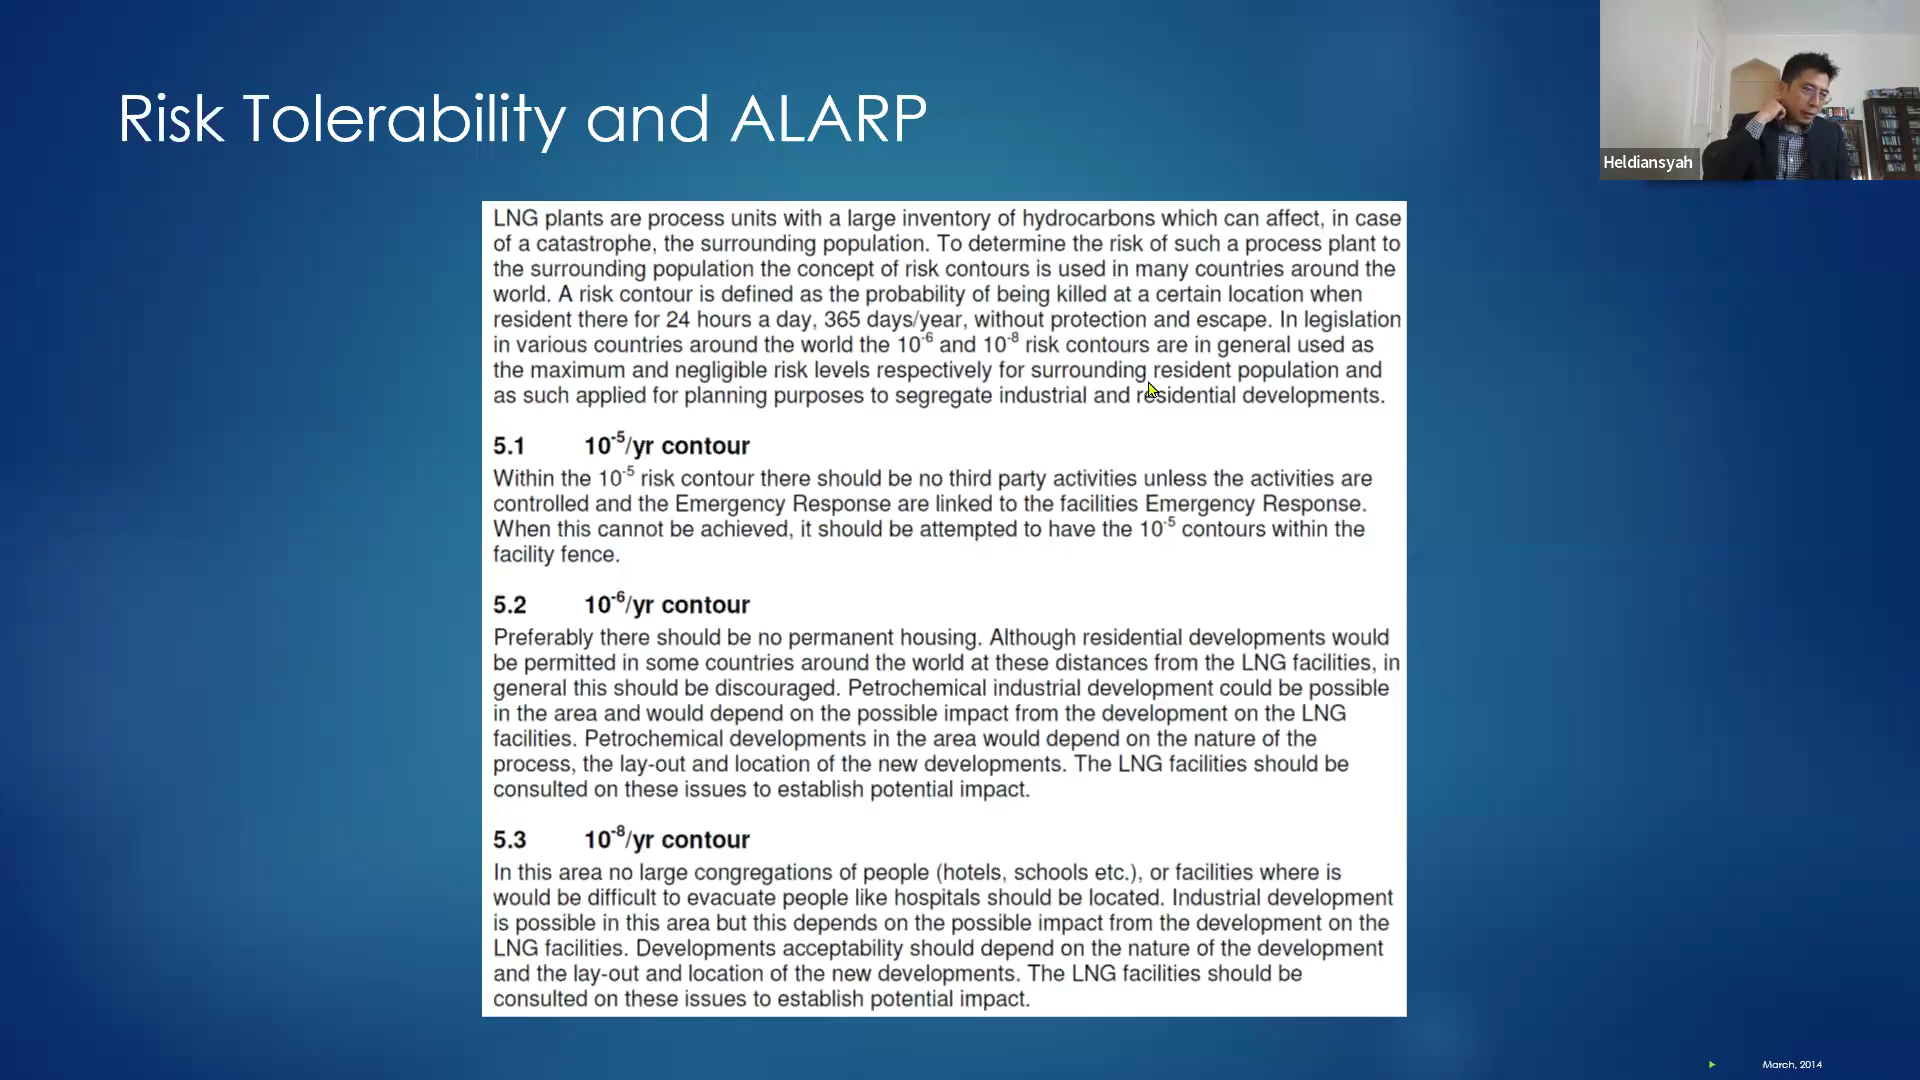 Risk Tolerability and ALARP
Heldiansyah
LNG plants are process units with a large inventory of hydrocarbons which can affect, in case
of a catastrophe, the surrounding population. To determine the risk of such a process plant to
the surrounding population the concept of risk contours is used in many countries around the
world. A risk contour is defined as the probability of being killed at a certain location when
resident there for 24 hours a day, 365 days/year, without protection and escape. In legislation
in various countries around the world the 10⁻⁶ and 10⁻⁸ risk contours are in general used as
the maximum and negligible risk levels respectively for surrounding resident population and
as such applied for planning purposes to segregate industrial and residential developments.
5.1 10⁻⁵/yr contour
Within the 10⁻⁵ risk contour there should be no third party activities unless the activities are
controlled and the Emergency Response are linked to the facilities Emergency Response.
When this cannot be achieved, it should be attempted to have the 10⁻⁵ contours within the
facility fence.
5.2 10⁻⁶/yr contour
Preferably there should be no permanent housing. Although residential developments would
be permitted in some countries around the world at these distances from the LNG facilities, in
general this should be discouraged. Petrochemical industrial development could be possible
in the area and would depend on the possible impact from the development on the LNG
facilities. Petrochemical developments in the area would depend on the nature of the
process, the lay-out and location of the new developments. The LNG facilities should be
consulted on these issues to establish potential impact.
5.3 10⁻⁸/yr contour
In this area no large congregations of people (hotels, schools etc.), or facilities where is
would be difficult to evacuate people like hospitals should be located. Industrial development
is possible in this area but this depends on the possible impact from the development on the
LNG facilities. Developments acceptability should depend on the nature of the development
and the lay-out and location of the new developments. The LNG facilities should be
consulted on these issues to establish potential impact.
March, 2014